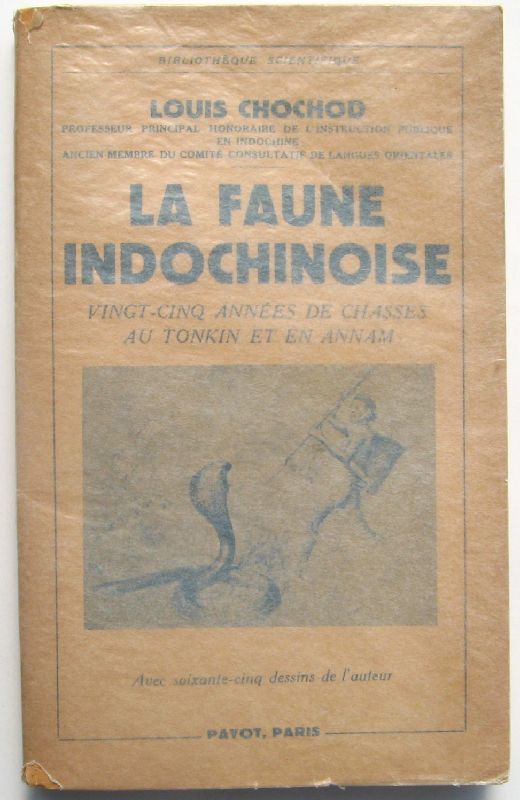 BIBLIOTHÈQUE SCIENTIFIQUE
LOUIS CHOCHOD
PROFESSEUR PRINCIPAL HONORAIRE DE L'INSTRUCTION PUBLIQUE
EN INDOCHINE
ANCIEN MEMBRE DU COMITÉ CONSULTATIF DE LANGUES ORIENTALES
LA FAUNE
INDOCHINOISE
VINGT-CINQ ANNÉES DE CHASSES
AU TONKIN ET EN ANNAM
Avec soixante-cinq dessins de l'auteur
PAYOT, PARIS